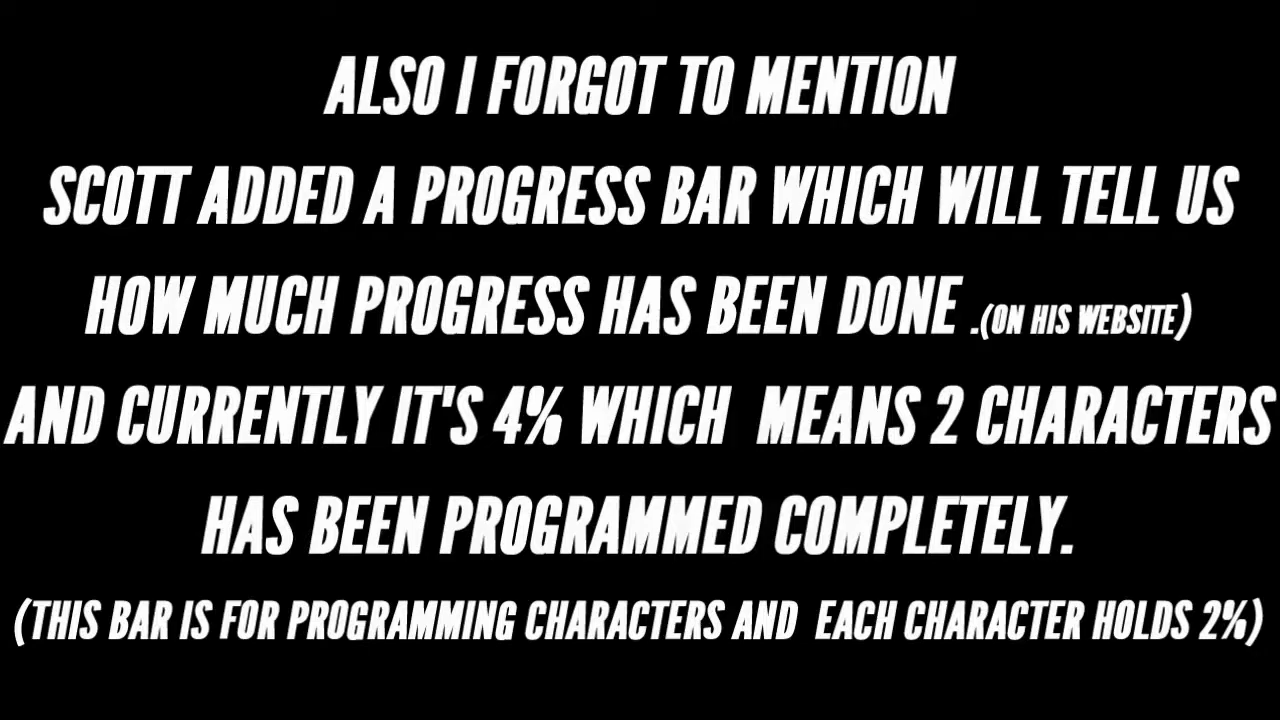 ALSO I FORGOT TO MENTION
SCOTT ADDED A PROGRESS BAR WHICH WILL TELL US
HOW MUCH PROGRESS HAS BEEN DONE .(ON HIS WEBSITE)
AND CURRENTLY IT'S 4% WHICH MEANS 2 CHARACTERS
HAS BEEN PROGRAMMED COMPLETELY.
(THIS BAR IS FOR PROGRAMMING CHARACTERS AND EACH CHARACTER HOLDS 2%)